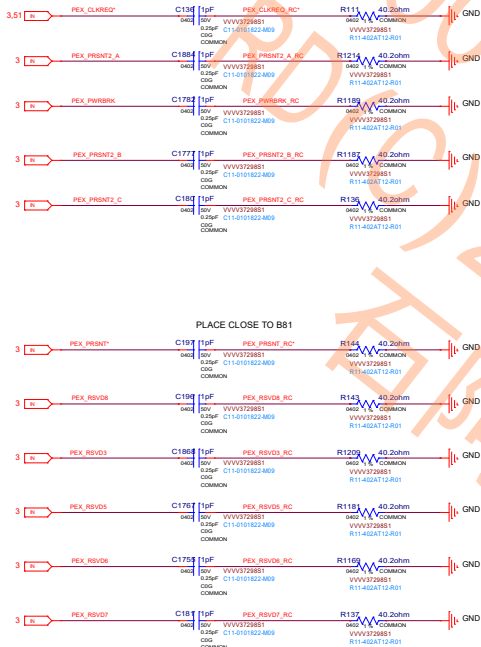 3,51 IN PEX_CLKREQ* C136 1pF PEX_CLKREQ_RC* R111 40.2ohm GND
0402 50V VVVV37298S1 0402 1% COMMON
0.25pF C11-0101822-M09 VVVV37298S1
C0G R11-402AT12-R01
COMMON
3 IN PEX_PRSNT2_A C1884 1pF PEX_PRSNT2_A_RC R1214 40.2ohm GND
0402 50V VVVV37298S1 0402 1% COMMON
0.25pF C11-0101822-M09 VVVV37298S1
C0G R11-402AT12-R01
COMMON
3 IN PEX_PWRBRK C1782 1pF PEX_PWRBRK_RC R1189 40.2ohm GND
0402 50V VVVV37298S1 0402 1% COMMON
0.25pF C11-0101822-M09 VVVV37298S1
C0G R11-402AT12-R01
COMMON
3 IN PEX_PRSNT2_B C1777 1pF PEX_PRSNT2_B_RC R1187 40.2ohm GND
0402 50V VVVV37298S1 0402 1% COMMON
0.25pF C11-0101822-M09 VVVV37298S1
C0G R11-402AT12-R01
COMMON
3 IN PEX_PRSNT2_C C180 1pF PEX_PRSNT2_C_RC R136 40.2ohm GND
0402 50V VVVV37298S1 0402 1% COMMON
0.25pF C11-0101822-M09 VVVV37298S1
C0G R11-402AT12-R01
COMMON
PLACE CLOSE TO B81
3 IN PEX_PRSNT* C197 1pF PEX_PRSNT_RC* R144 40.2ohm GND
0402 50V VVVV37298S1 0402 1% COMMON
0.25pF C11-0101822-M09 VVVV37298S1
C0G R11-402AT12-R01
COMMON
3 IN PEX_RSVD8 C196 1pF PEX_RSVD8_RC R143 40.2ohm GND
0402 50V VVVV37298S1 0402 1% COMMON
0.25pF C11-0101822-M09 VVVV37298S1
C0G R11-402AT12-R01
COMMON
3 IN PEX_RSVD3 C1868 1pF PEX_RSVD3_RC R1209 40.2ohm GND
0402 50V VVVV37298S1 0402 1% COMMON
0.25pF C11-0101822-M09 VVVV37298S1
C0G R11-402AT12-R01
COMMON
3 IN PEX_RSVD5 C1767 1pF PEX_RSVD5_RC R1181 40.2ohm GND
0402 50V VVVV37298S1 0402 1% COMMON
0.25pF C11-0101822-M09 VVVV37298S1
C0G R11-402AT12-R01
COMMON
3 IN PEX_RSVD6 C1755 1pF PEX_RSVD6_RC R1169 40.2ohm GND
0402 50V VVVV37298S1 0402 1% COMMON
0.25pF C11-0101822-M09 VVVV37298S1
C0G R11-402AT12-R01
COMMON
3 IN PEX_RSVD7 C181 1pF PEX_RSVD7_RC R137 40.2ohm GND
0402 50V VVVV37298S1 0402 1% COMMON
0.25pF C11-0101822-M09 VVVV37298S1
C0G R11-402AT12-R01
COMMON